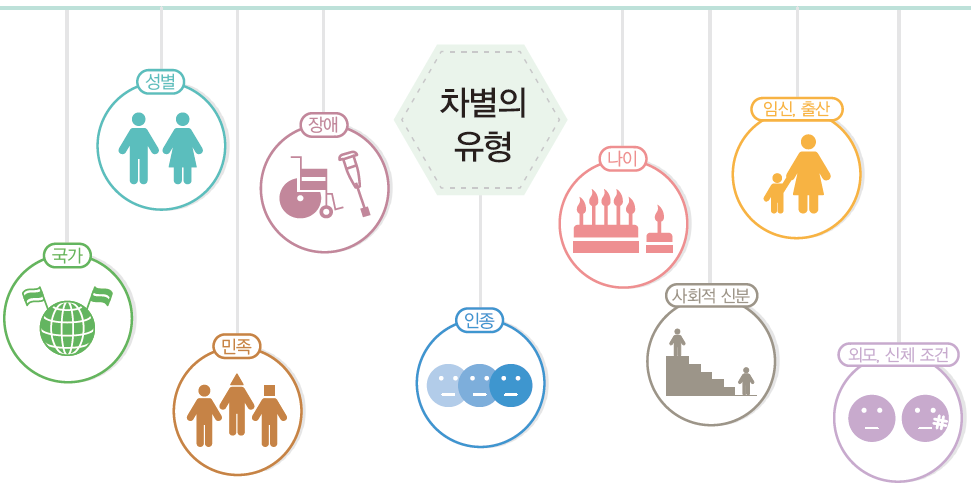 차별의
유형
성별
장애
나이
임신, 출산
국가
민족
인종
사회적 신분
외모, 신체 조건